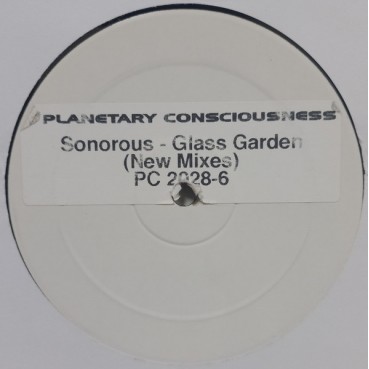 PLANETARY CONSCIOUSNESS
Sonorous - Glass Garden
(New Mixes)
PC 2028-6